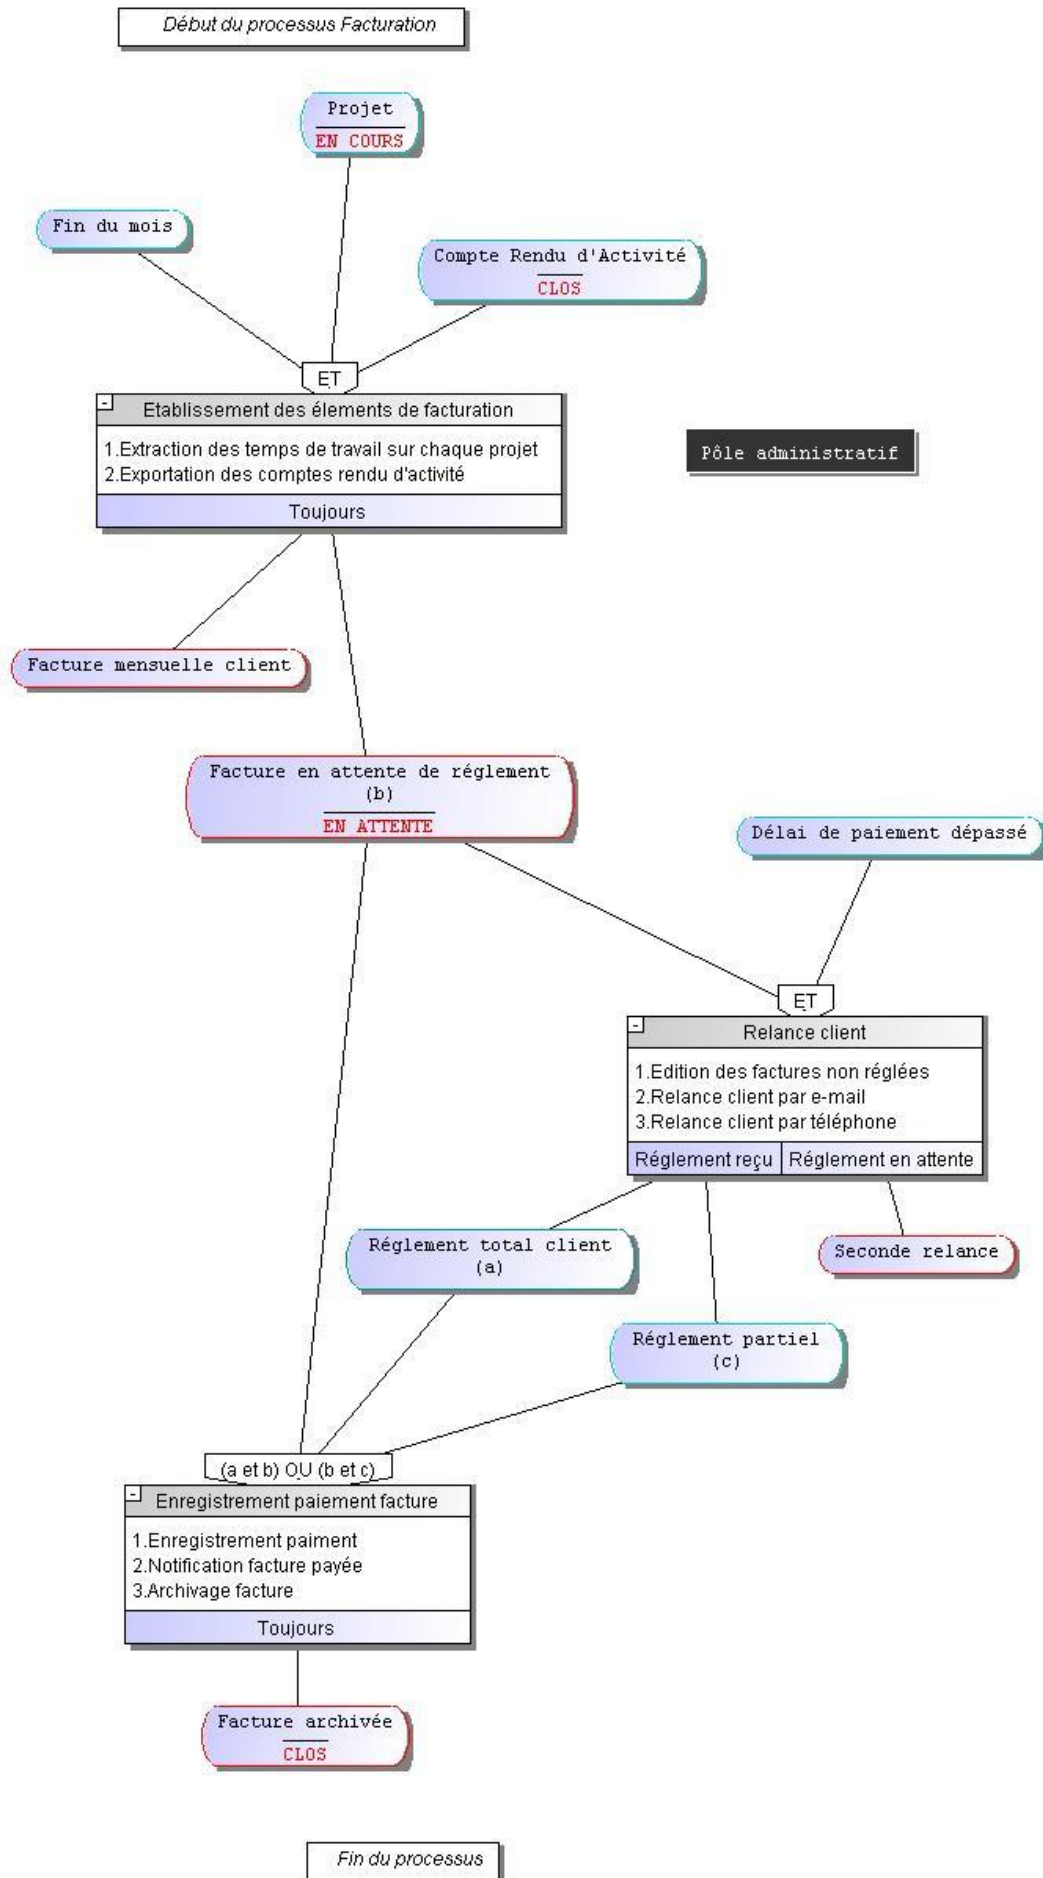 Début du processus Facturation
Projet
EN COURS
Fin du mois
Compte Rendu d'Activité
CLOS
ET
-
Etablissement des élements de facturation
1.Extraction des temps de travail sur chaque projet
2.Exportation des comptes rendu d'activité
Toujours
Pôle administratif
Facture mensuelle client
Facture en attente de réglement
(b)
EN ATTENTE
Délai de paiement dépassé
ET
-
Relance client
1.Edition des factures non réglées
2.Relance client par e-mail
3.Relance client par téléphone
Réglement reçu
Réglement en attente
Réglement total client
(a)
Seconde relance
Réglement partiel
(c)
(a et b) OU (b et c)
-
Enregistrement paiement facture
1.Enregistrement paiment
2.Notification facture payée
3.Archivage facture
Toujours
Facture archivée
CLOS
Fin du processus